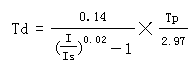 Td = 0.14 / ((I/Is)^0.02 − 1) × Tp / 2.97